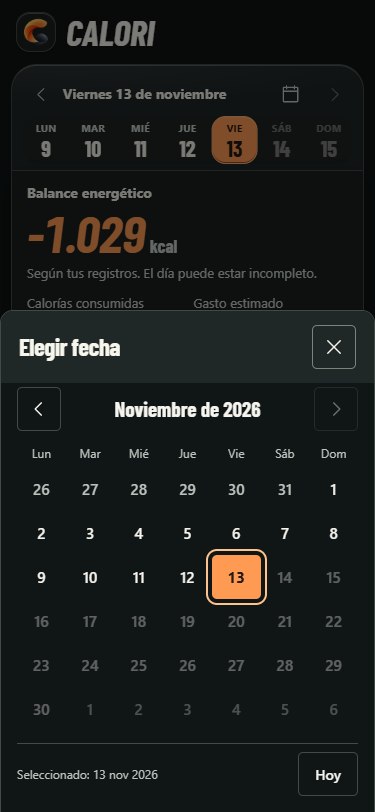 CALORI
Viernes 13 de noviembre
LUN MAR MIÉ JUE VIE SÁB DOM
9 10 11 12 13 14 15
Balance energético
-1.029 kcal
Según tus registros. El día puede estar incompleto.
Calorías consumidas Gasto estimado
Elegir fecha
Noviembre de 2026
Lun Mar Mié Jue Vie Sáb Dom
26 27 28 29 30 31 1
2 3 4 5 6 7 8
9 10 11 12 13 14 15
16 17 18 19 20 21 22
23 24 25 26 27 28 29
30 1 2 3 4 5 6
Seleccionado: 13 nov 2026
Hoy